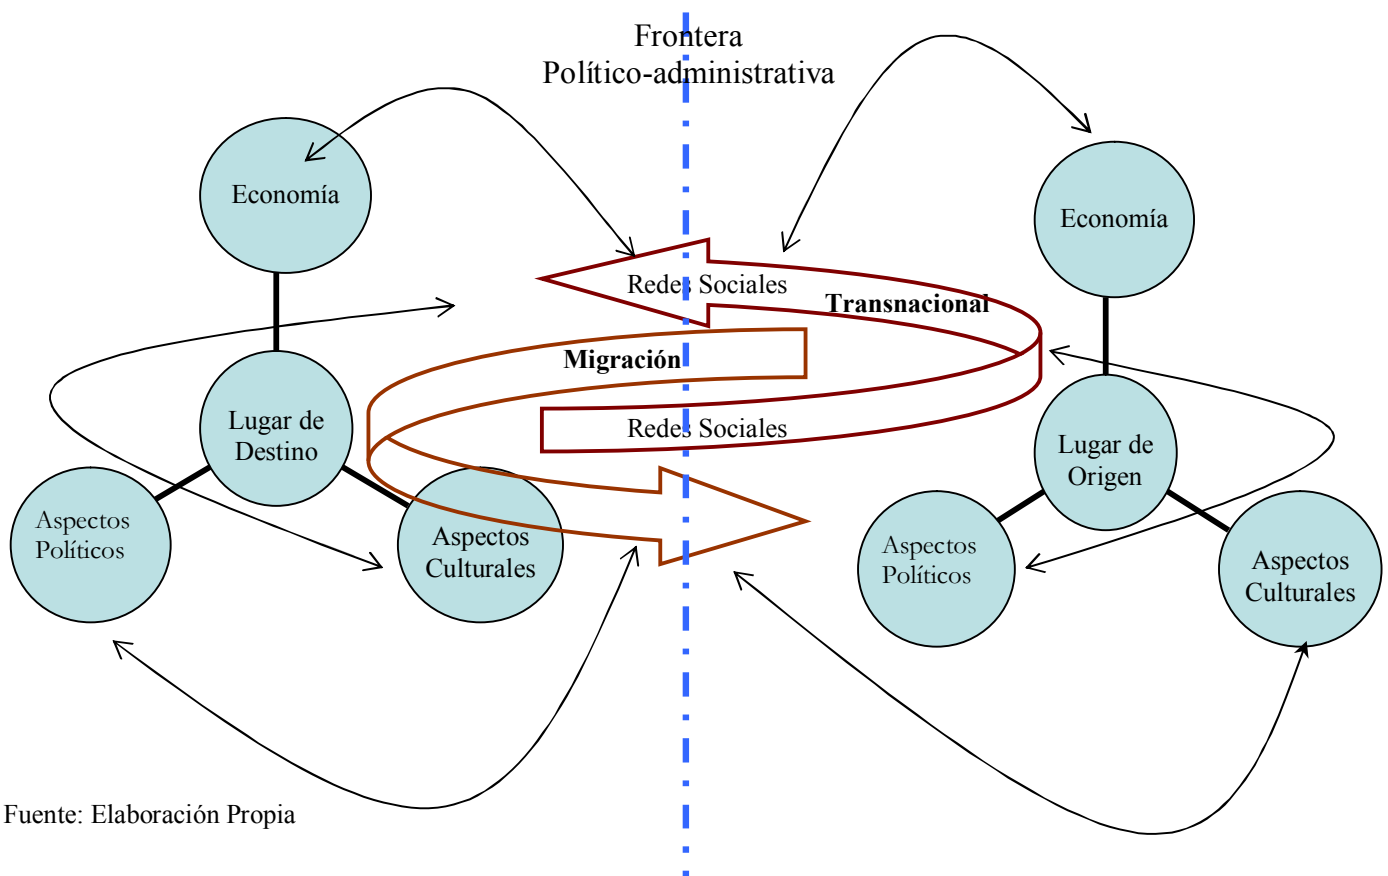 Frontera
Político-administrativa
Economía
Economía
Redes Sociales
Transnacional
Migración
Lugar de
Destino
Redes Sociales
Lugar de
Origen
Aspectos
Políticos
Aspectos
Culturales
Aspectos
Políticos
Aspectos
Culturales
Fuente: Elaboración Propia